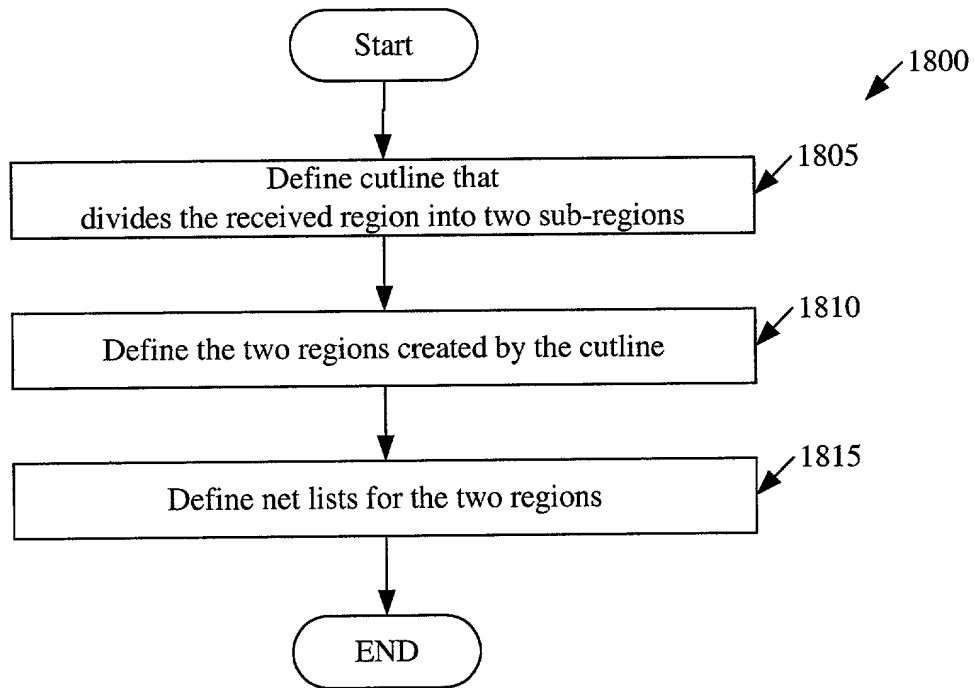 Start
1800
1805
Define cutline that
divides the received region into two sub-regions
1810
Define the two regions created by the cutline
1815
Define net lists for the two regions
END